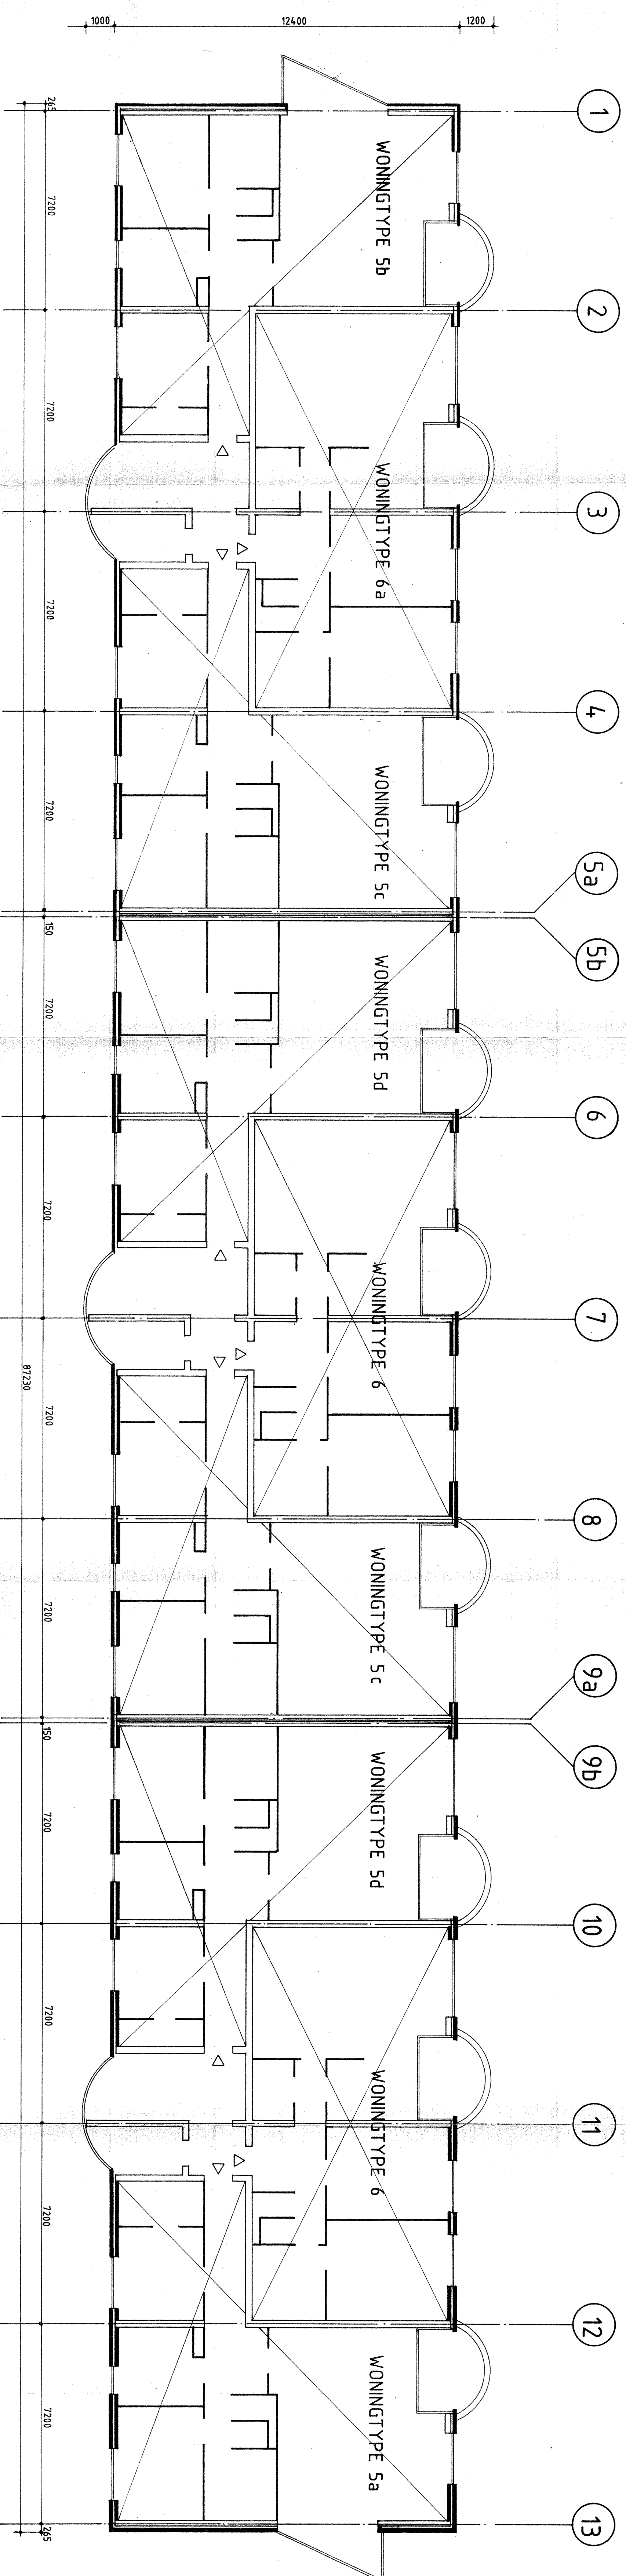 1000
12400
1200
1
2
3
4
5a
5b
6
7
8
9a
9b
10
11
12
13
WONINGTYPE 5b
WONINGTYPE 6a
WONINGTYPE 5c
WONINGTYPE 5d
WONINGTYPE 6
WONINGTYPE 5c
WONINGTYPE 5d
WONINGTYPE 6
WONINGTYPE 5a
265
7200
7200
7200
7200
150
7200
7200
7200
7200
150
7200
7200
7200
7200
265
87230